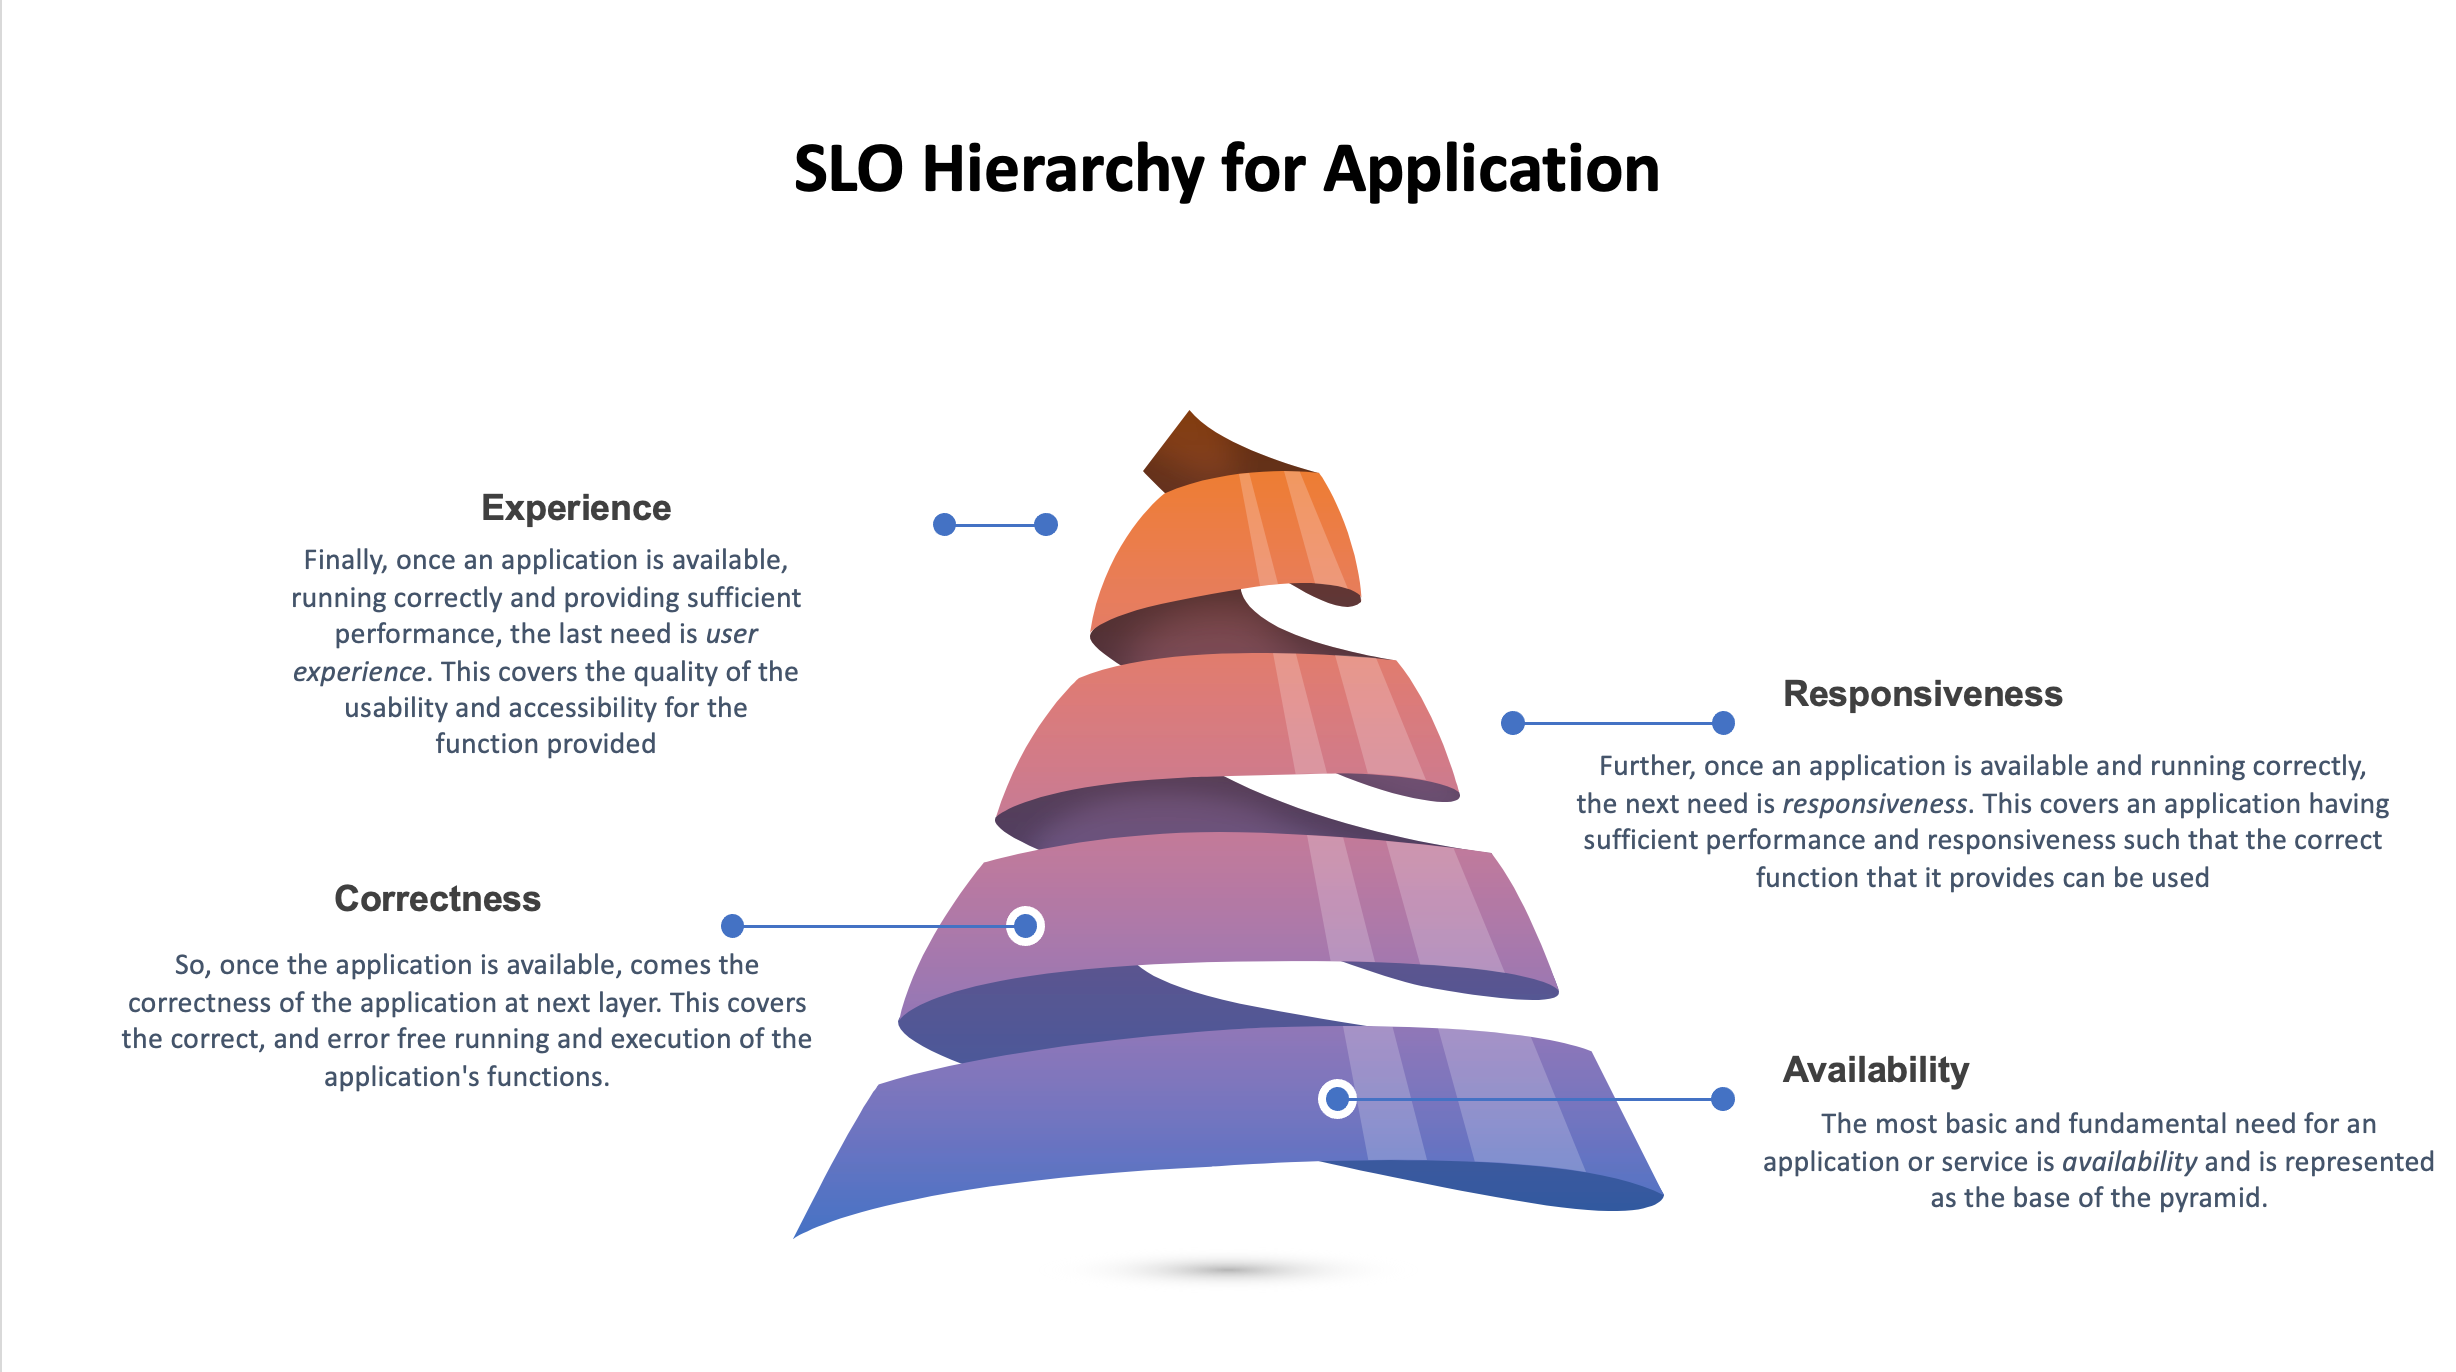 SLO Hierarchy for Application
Experience
Finally, once an application is available,
running correctly and providing sufficient
performance, the last need is user
experience. This covers the quality of the
usability and accessibility for the
function provided
Responsiveness
Further, once an application is available and running correctly,
the next need is responsiveness. This covers an application having
sufficient performance and responsiveness such that the correct
function that it provides can be used
Correctness
So, once the application is available, comes the
correctness of the application at next layer. This covers
the correct, and error free running and execution of the
application's functions.
Availability
The most basic and fundamental need for an
application or service is availability and is represented
as the base of the pyramid.